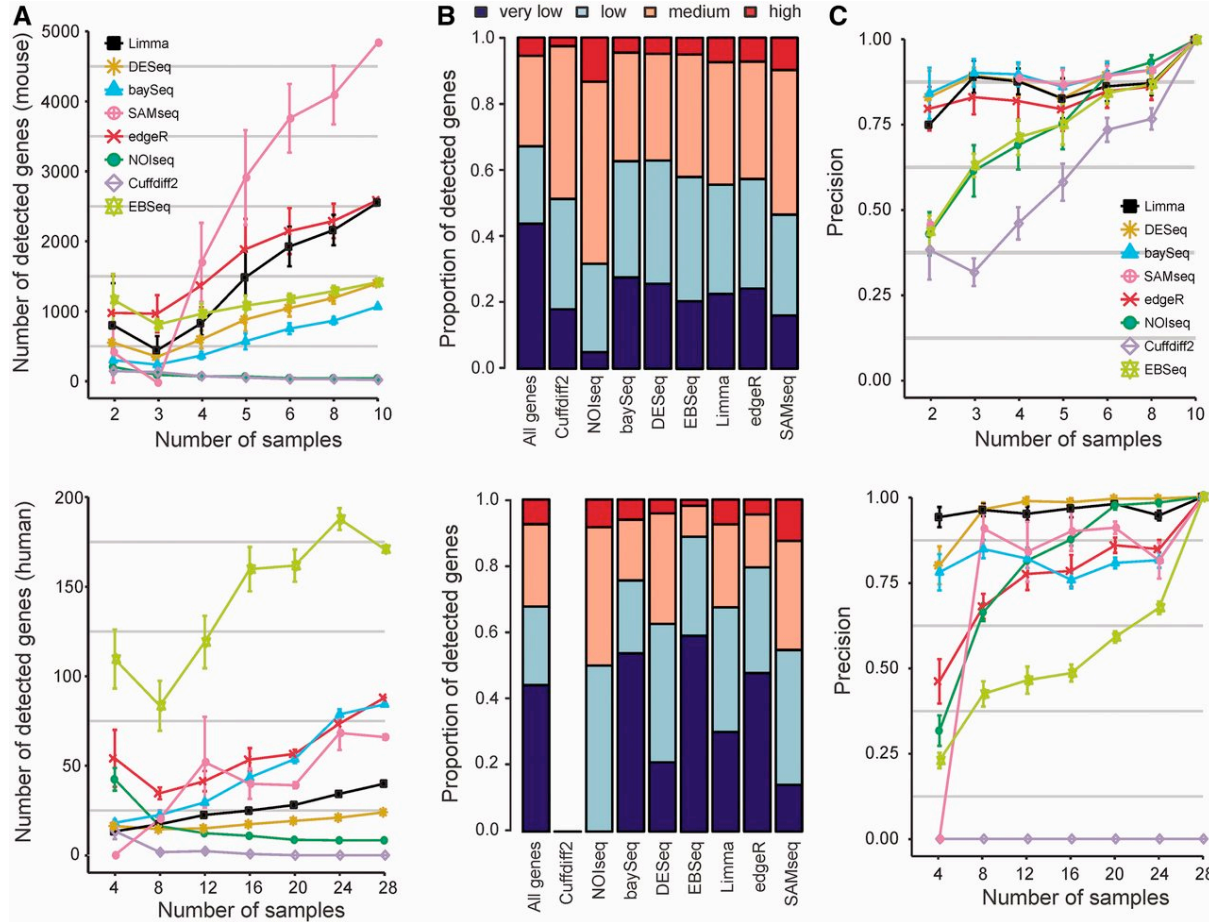 A
Number of detected genes (mouse)
5000
4000
3000
2000
1000
0
Limma
DESeq
baySeq
SAMseq
edgeR
NOIseq
Cuffdiff2
EBSeq
2 3 4 5 6 8 10
Number of samples
B
very low low medium high
Proportion of detected genes
1.0
0.8
0.6
0.4
0.2
0.0
All genes
Cuffdiff2
NOIseq
baySeq
DESeq
EBSeq
Limma
edgeR
SAMseq
C
Precision
1.00
0.75
0.50
0.25
0.00
Limma
DESeq
baySeq
SAMseq
edgeR
NOIseq
Cuffdiff2
EBSeq
2 3 4 5 6 8 10
Number of samples
Number of detected genes (human)
200
150
100
50
0
4 8 12 16 20 24 28
Number of samples
Proportion of detected genes
1.0
0.8
0.6
0.4
0.2
0.0
All genes
Cuffdiff2
NOIseq
baySeq
DESeq
EBSeq
Limma
edgeR
SAMseq
Precision
1.00
0.75
0.50
0.25
0.00
4 8 12 16 20 24 28
Number of samples